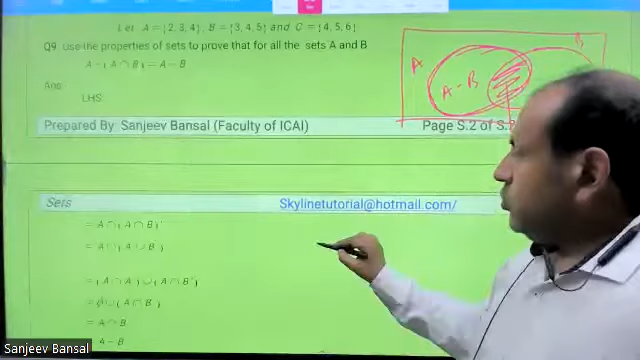 Let A = {2,3,4}, B = {3,4,5} and C = {4,5,6}
Q9. use the properties of sets to prove that for all the sets A and B
A – (A ∩ B) = A – B
Ans:
LHS:
A
B
A - B
Prepared By: Sanjeev Bansal (Faculty of ICAI)
Page S.2 of S.
Sets
Skylinetutorial@hotmail.com/
= A ∩ (A ∩ B)'
= A ∩ (A' ∪ B')
= (A ∩ A') ∪ (A ∩ B')
= ϕ ∪ (A ∩ B')
= A ∩ B'
= A – B
Sanjeev Bansal